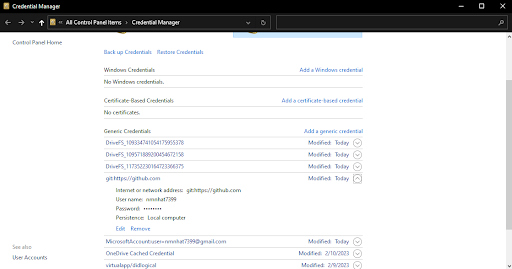 Credential Manager
All Control Panel Items > Credential Manager
Control Panel Home
Back up Credentials Restore Credentials
Windows Credentials Add a Windows credential
No Windows credentials.
Certificate-Based Credentials Add a certificate-based credential
No certificates.
Generic Credentials Add a generic credential
DriveFS_109334741054175955378 Modified: Today
DriveFS_109571889200454672158 Modified: Today
DriveFS_117352230164723366375 Modified: Today
git:https://github.com Modified: Today
Internet or network address: git:https://github.com
User name: nmnhat7399
Password: ••••••••
Persistence: Local computer
Edit Remove
MicrosoftAccount:user=nmnhat7399@gmail.com Modified: Today
OneDrive Cached Credential Modified: 2/10/2023
virtualapp/didlogical Modified: 2/9/2023
See also
User Accounts